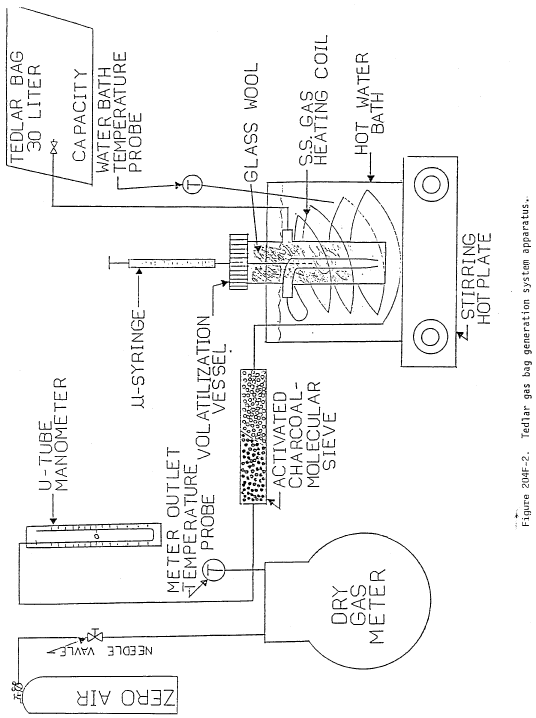 TEDLAR BAG
30 LITER
CAPACITY
WATER BATH
TEMPERATURE
PROBE
T
GLASS WOOL
S.S. GAS
HEATING COIL
HOT WATER
BATH
μ-SYRINGE
VOLATILIZATION
VESSEL
STIRRING
HOT PLATE
U-TUBE
MANOMETER
0
METER OUTLET
TEMPERATURE
PROBE
T
ACTIVATED
CHARCOAL-
MOLECULAR
SIEVE
DRY
GAS
METER
NEEDLE VAVLE
ZERO AIR
Figure 204F-2. Tedlar gas bag generation system apparatus.